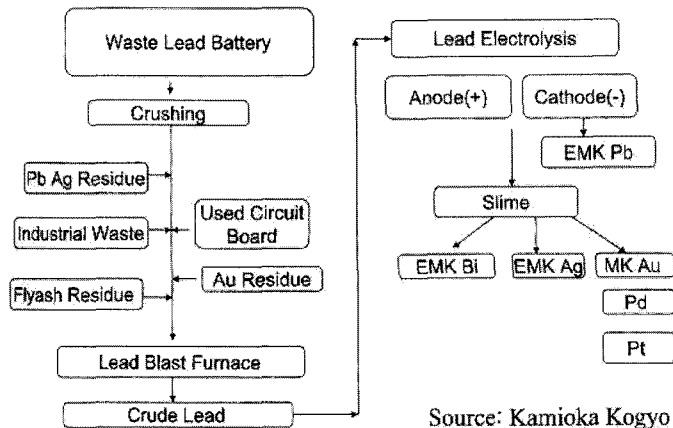 Waste Lead Battery
Crushing
Pb Ag Residue
Industrial Waste
Used Circuit
Board
Au Residue
Flyash Residue
Lead Blast Furnace
Crude Lead
Lead Electrolysis
Anode(+)
Cathode(-)
EMK Pb
Slime
EMK Bi
EMK Ag
MK Au
Pd
Pt
Source: Kamioka Kogyo